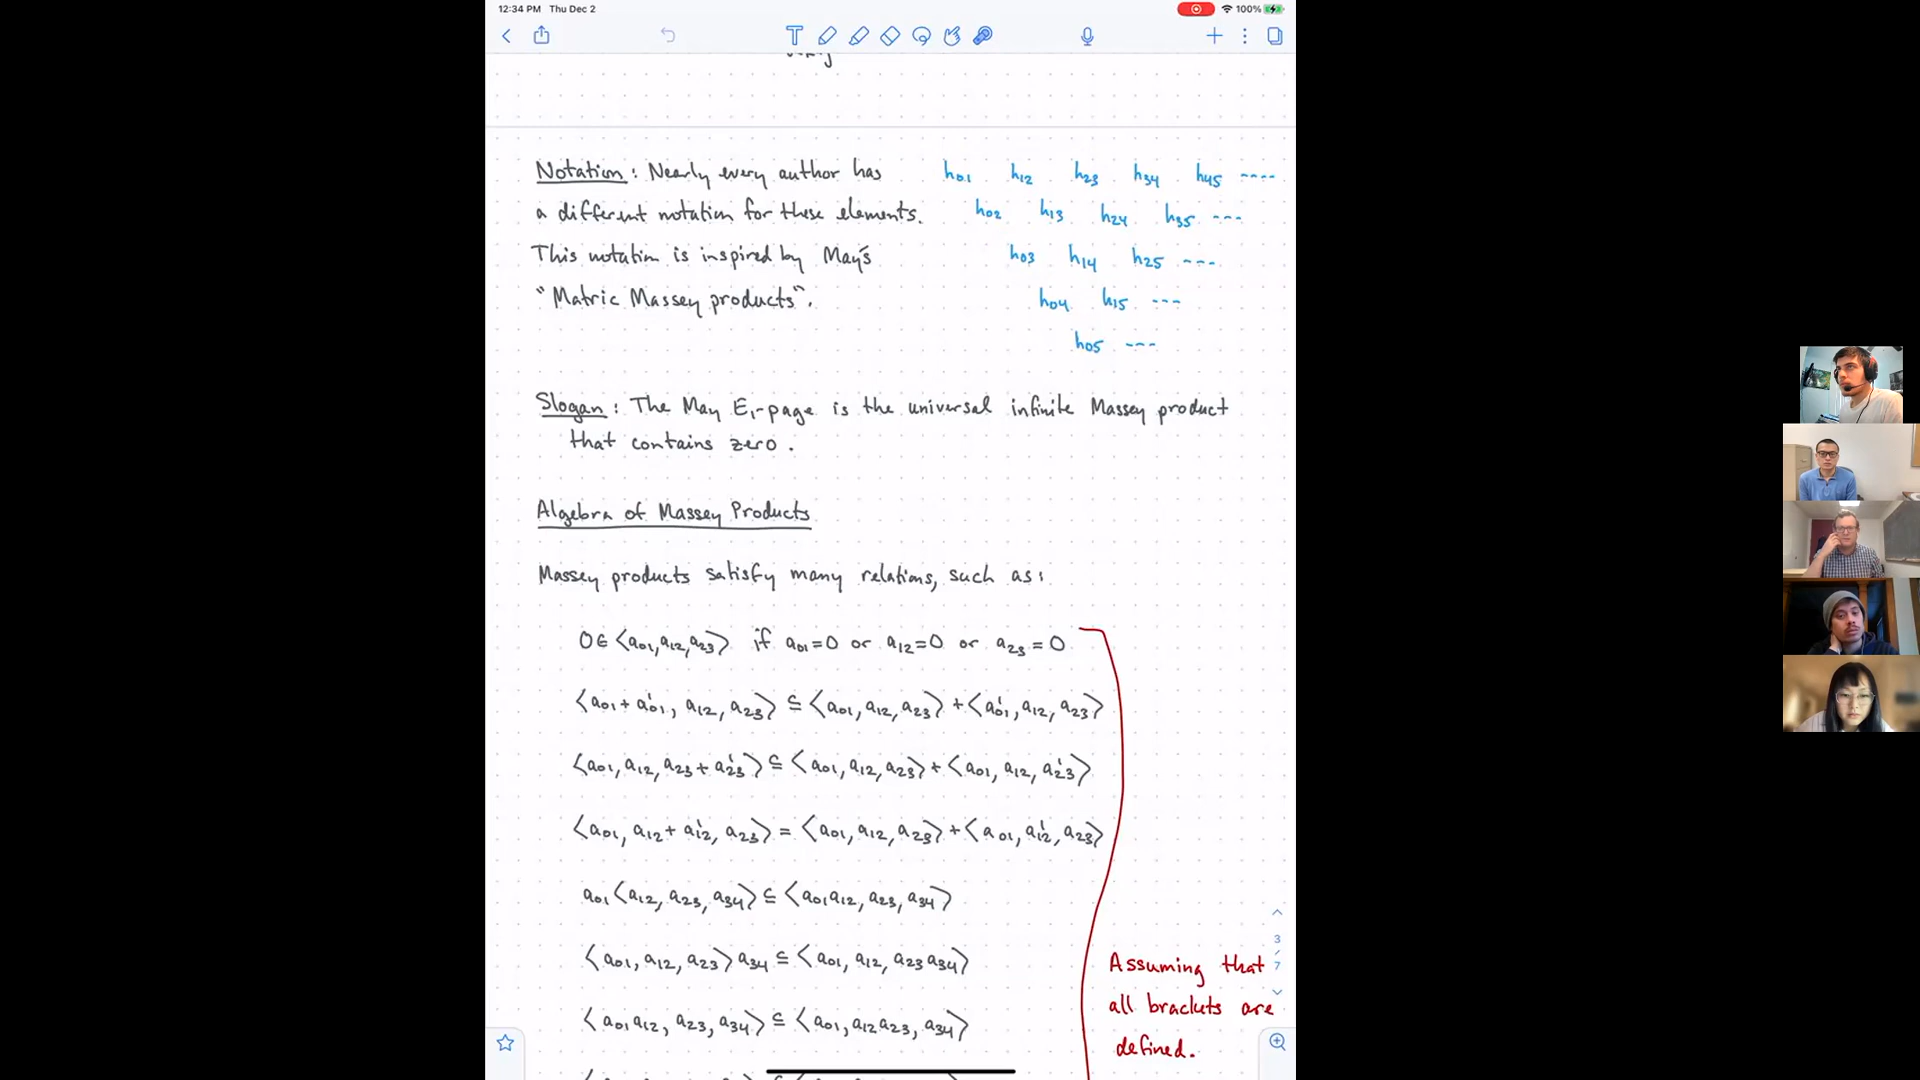 12:34 PM Thu Dec 2
100%
Notation: Nearly every author has
a different notation for these elements.
This notation is inspired by May's
"Matric Massey products".
h01 h12 h23 h34 h45 ----
h02 h13 h24 h35 ---
h03 h14 h25 ---
h04 h15 ---
h05 ---
Slogan: The May E1-page is the universal infinite Massey product
that contains zero.
Algebra of Massey Products
Massey products satisfy many relations, such as:
0 ∈ ⟨a01, a12, a23⟩ if a01=0 or a12=0 or a23=0
⟨a01 + a'01, a12, a23⟩ ⊆ ⟨a01, a12, a23⟩ + ⟨a'01, a12, a23⟩
⟨a01, a12, a23 + a'23⟩ ⊆ ⟨a01, a12, a23⟩ + ⟨a01, a12, a'23⟩
⟨a01, a12 + a'12, a23⟩ = ⟨a01, a12, a23⟩ + ⟨a01, a'12, a23⟩
a01⟨a12, a23, a34⟩ ⊆ ⟨a01a12, a23, a34⟩
⟨a01, a12, a23⟩a34 ⊆ ⟨a01, a12, a23a34⟩
⟨a01a12, a23, a34⟩ ⊆ ⟨a01, a12a23, a34⟩
Assuming that
all brackets are
defined.
3
/
7